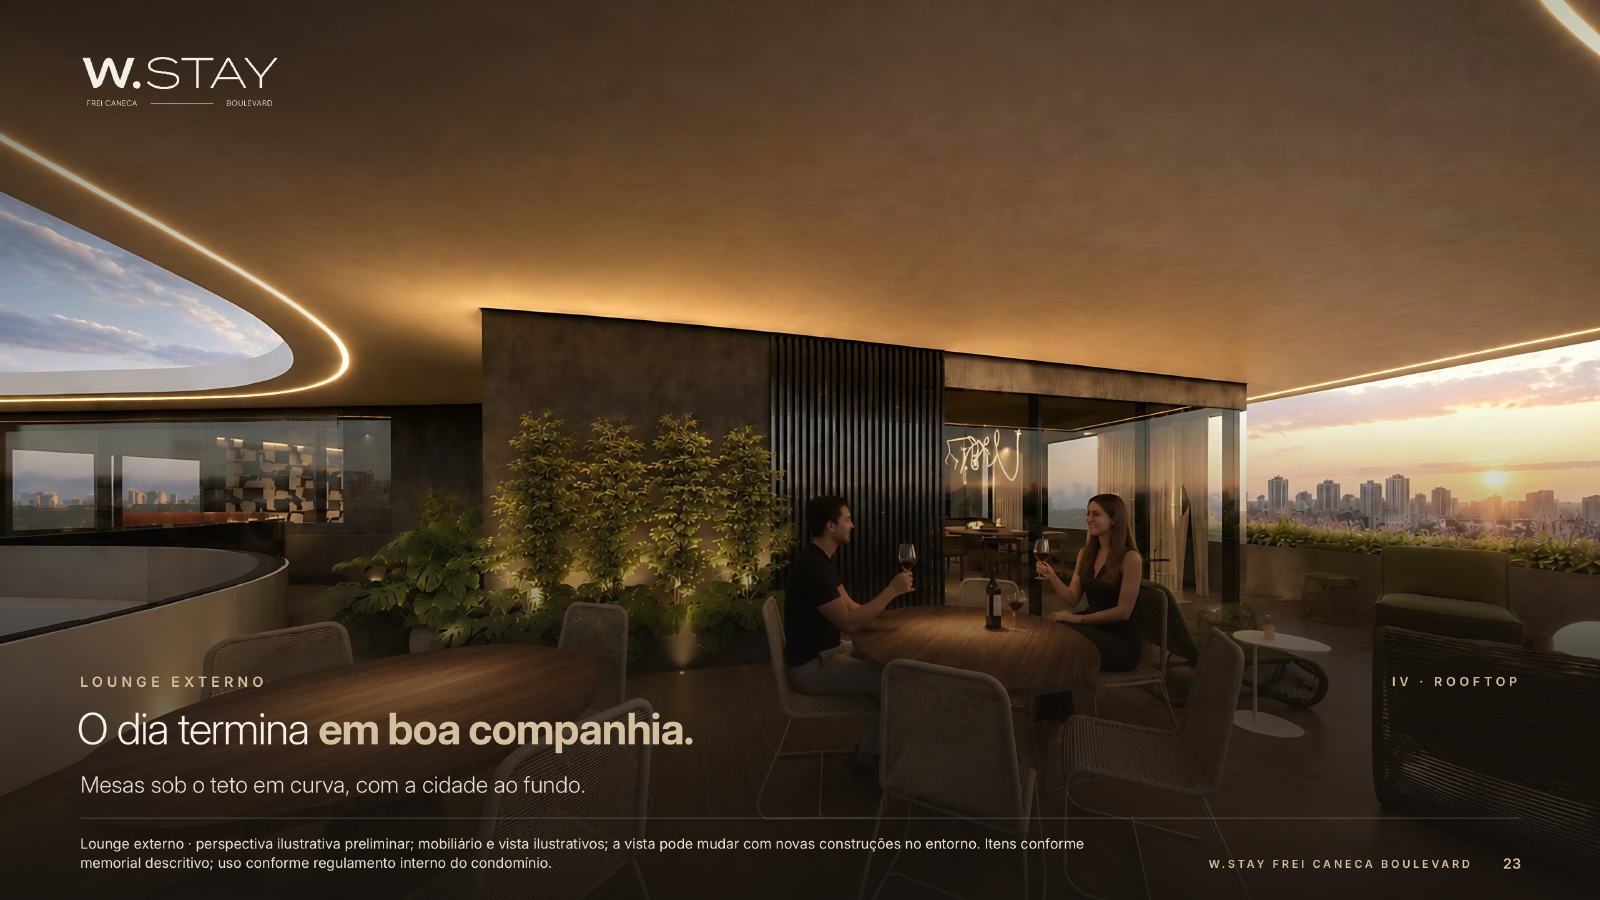 W.STAY
FREI CANECA BOULEVARD
LOUNGE EXTERNO
IV · ROOFTOP
O dia termina em boa companhia.
Mesas sob o teto em curva, com a cidade ao fundo.
Lounge externo · perspectiva ilustrativa preliminar; mobiliário e vista ilustrativos; a vista pode mudar com novas construções no entorno. Itens conforme
memorial descritivo; uso conforme regulamento interno do condomínio.
W.STAY FREI CANECA BOULEVARD 23